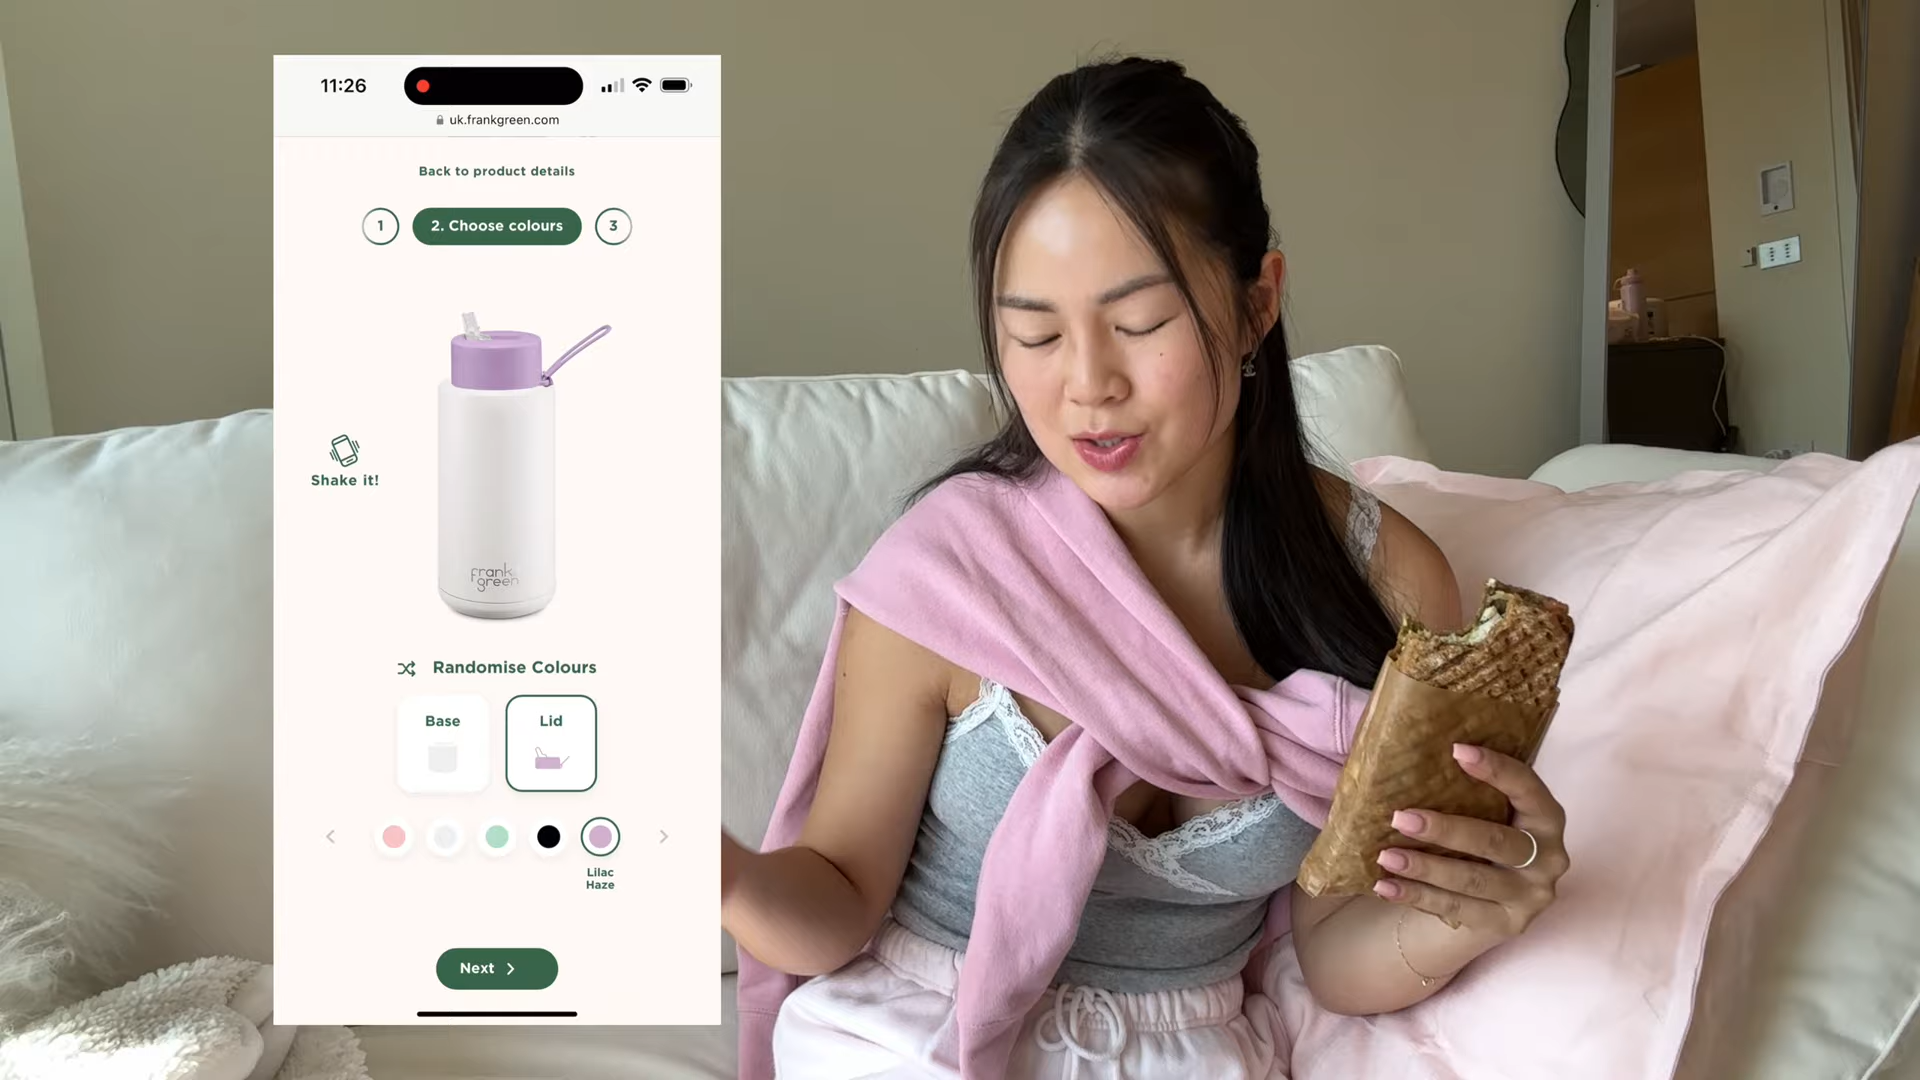 11:26
uk.frankgreen.com
Back to product details
1
2. Choose colours
3
Shake it!
frank
green
Randomise Colours
Base
Lid
Lilac
Haze
Next